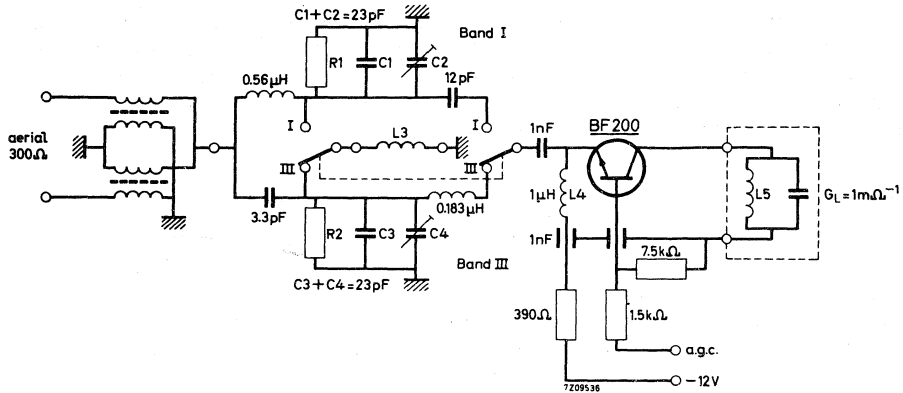 C1+C2=23pF
Band I
R1
C1
C2
0.56μH
12pF
aerial
300Ω
I
I
L3
1nF
BF200
III
III
3.3pF
0.183μH
1μH
L4
L5
G_L=1mΩ⁻¹
R2
C3
C4
1nF
7.5kΩ
Band III
C3+C4=23pF
390Ω
1.5kΩ
a.g.c.
−12V
7Z09536